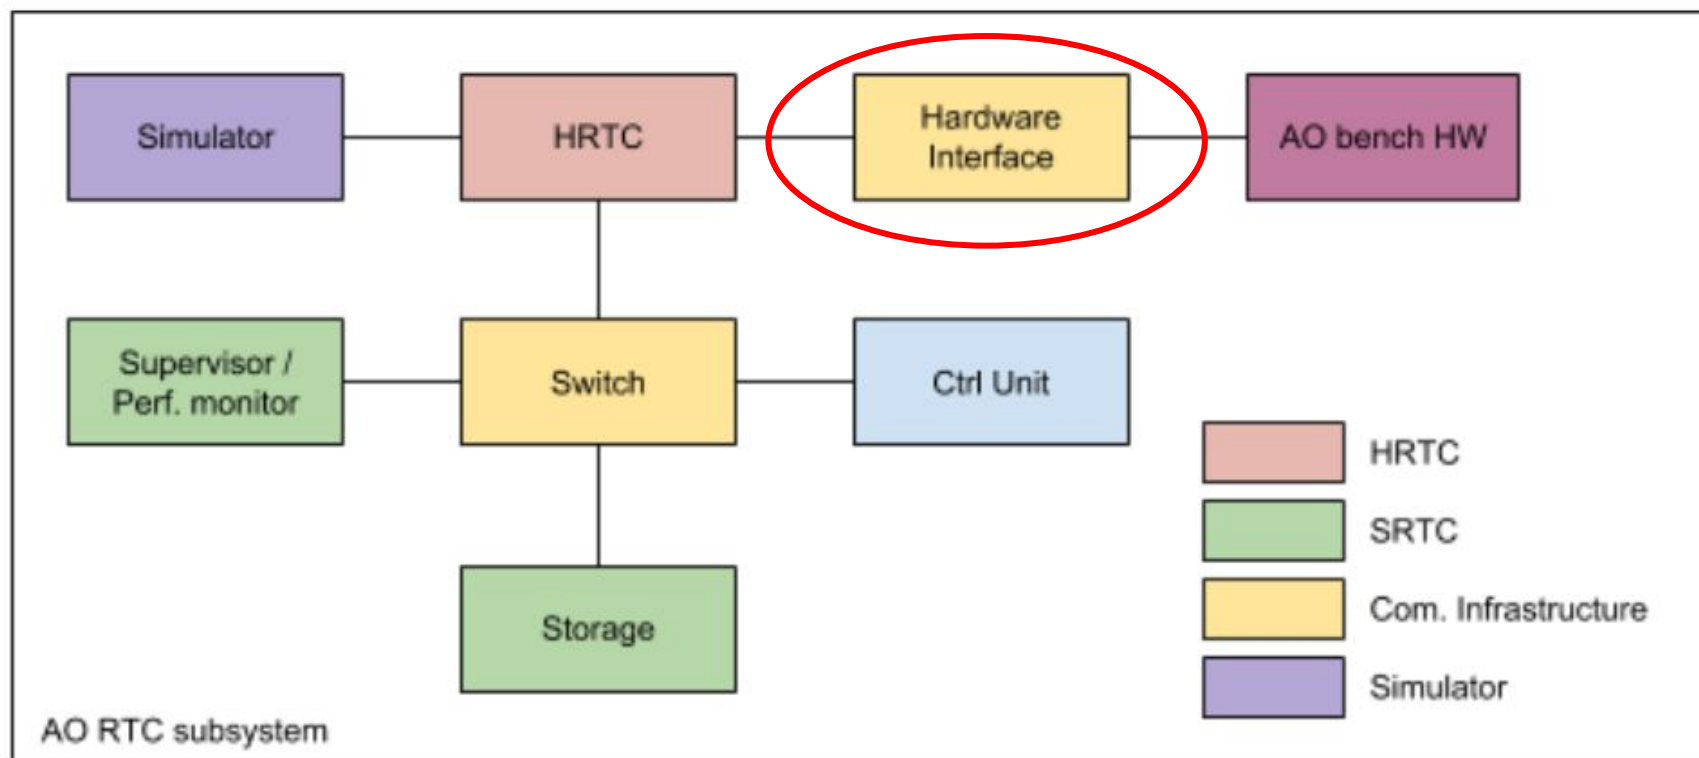 Simulator
HRTC
Hardware
Interface
AO bench HW
Supervisor /
Perf. monitor
Switch
Ctrl Unit
Storage
HRTC
SRTC
Com. Infrastructure
Simulator
AO RTC subsystem